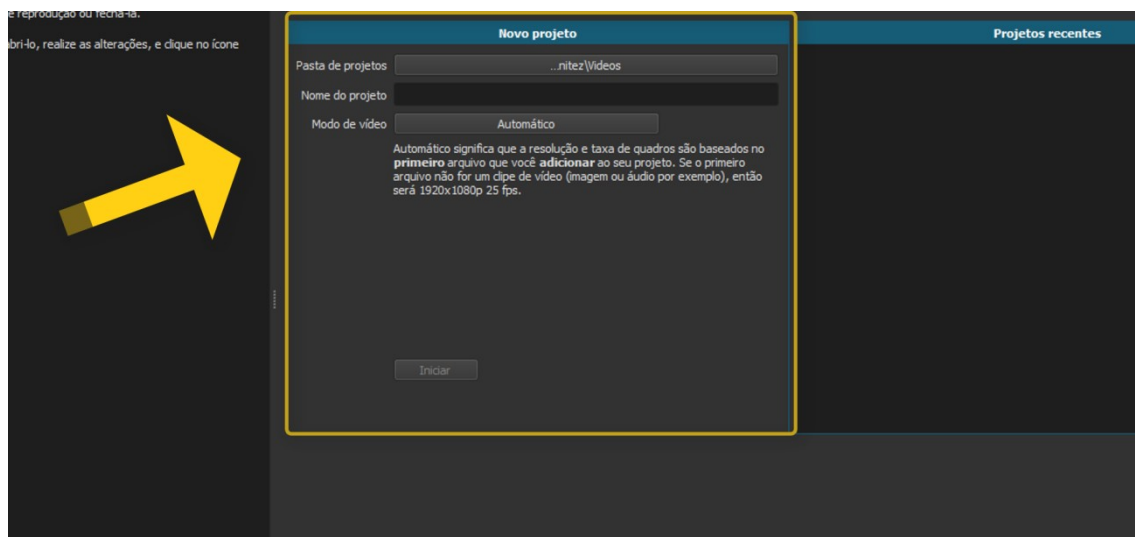 e reprodução ou fechá-la.
abri-lo, realize as alterações, e clique no ícone
Novo projeto
Pasta de projetos
...nitez\Videos
Nome do projeto
Modo de vídeo
Automático
Automático significa que a resolução e taxa de quadros são baseados no
primeiro arquivo que você adicionar ao seu projeto. Se o primeiro
arquivo não for um clipe de vídeo (imagem ou áudio por exemplo), então
será 1920x1080p 25 fps.
Iniciar
Projetos recentes